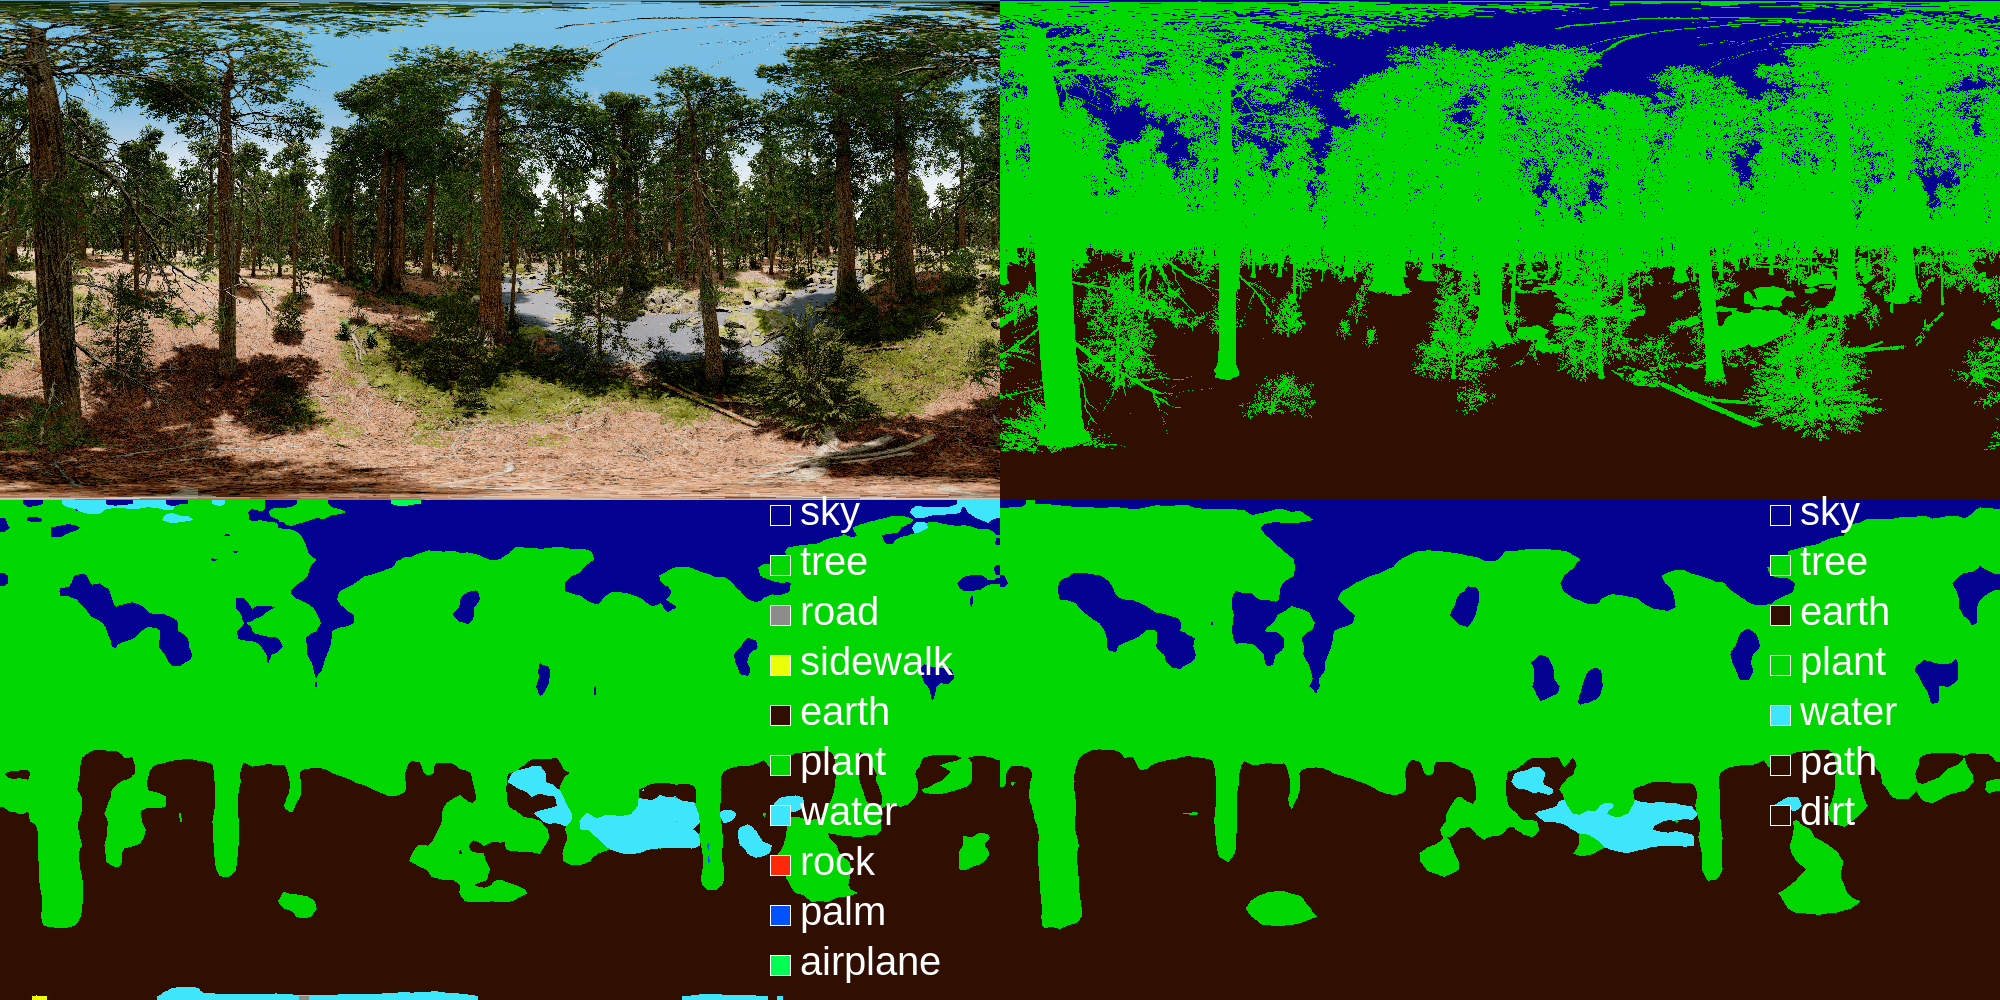 sky
tree
road
sidewalk
earth
plant
water
rock
palm
airplane
sky
tree
earth
plant
water
path
dirt